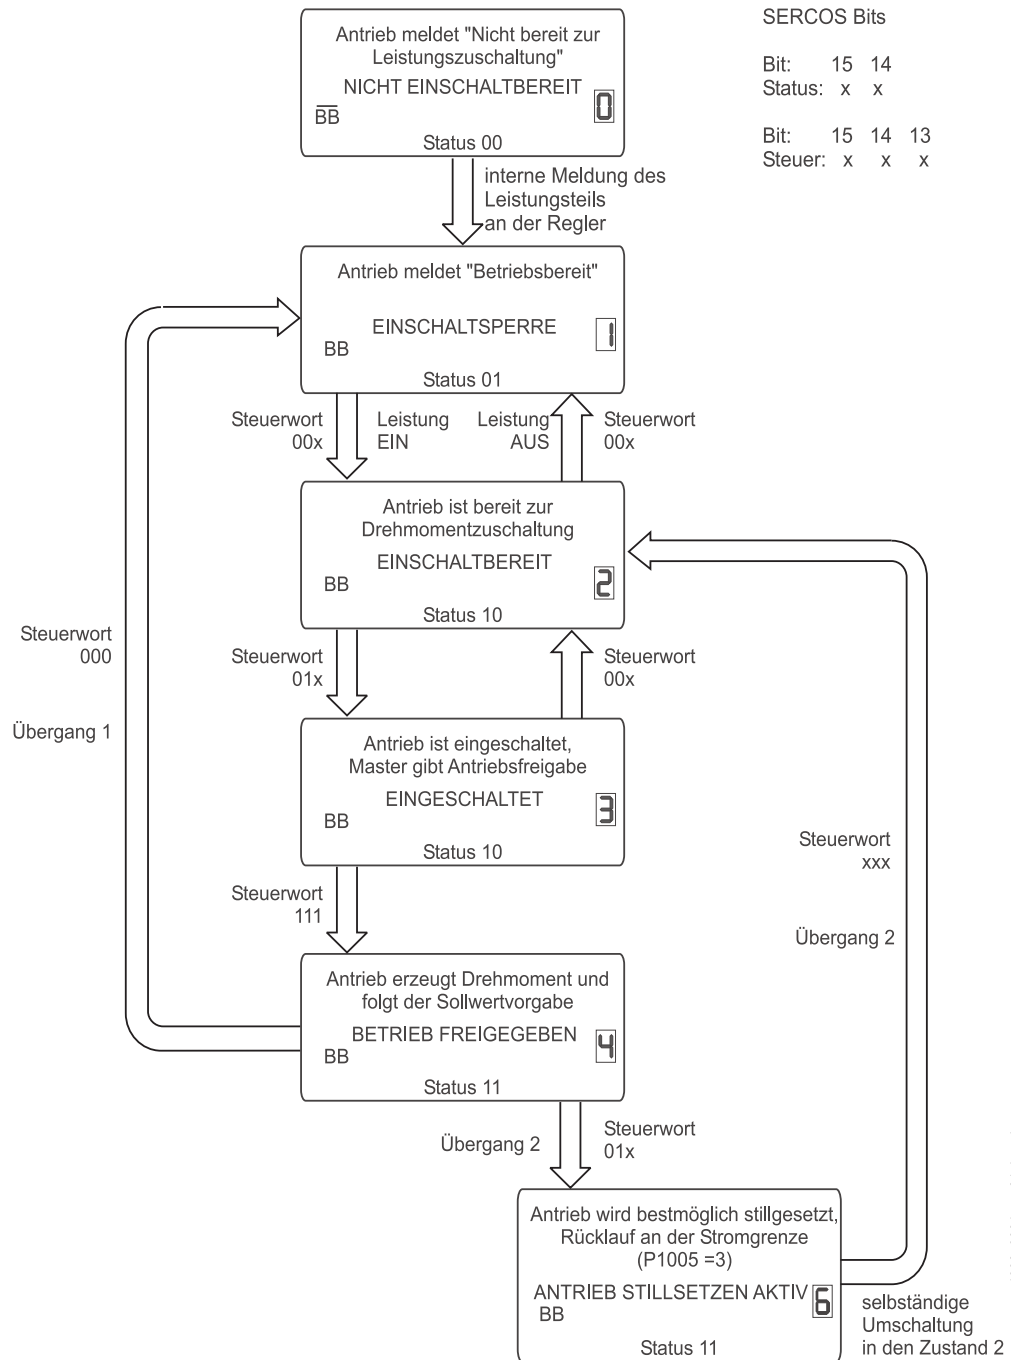 Antrieb meldet "Nicht bereit zur
Leistungszuschaltung"
NICHT EINSCHALTBEREIT
0
BB
Status 00
SERCOS Bits
Bit: 15 14
Status: x x
Bit: 15 14 13
Steuer: x x x
interne Meldung des
Leistungsteils
an der Regler
Antrieb meldet "Betriebsbereit"
EINSCHALTSPERRE
1
BB
Status 01
Steuerwort
00x
Leistung
EIN
Leistung
AUS
Steuerwort
00x
Antrieb ist bereit zur
Drehmomentzuschaltung
EINSCHALTBEREIT
2
BB
Status 10
Steuerwort
000
Übergang 1
Steuerwort
01x
Steuerwort
00x
Antrieb ist eingeschaltet,
Master gibt Antriebsfreigabe
EINGESCHALTET
3
BB
Status 10
Steuerwort
xxx
Übergang 2
Steuerwort
111
Antrieb erzeugt Drehmoment und
folgt der Sollwertvorgabe
BETRIEB FREIGEGEBEN
4
BB
Status 11
Übergang 2
Steuerwort
01x
Antrieb wird bestmöglich stillgesetzt,
Rücklauf an der Stromgrenze
(P1005 =3)
ANTRIEB STILLSETZEN AKTIV
6
BB
Status 11
selbständige
Umschaltung
in den Zustand 2